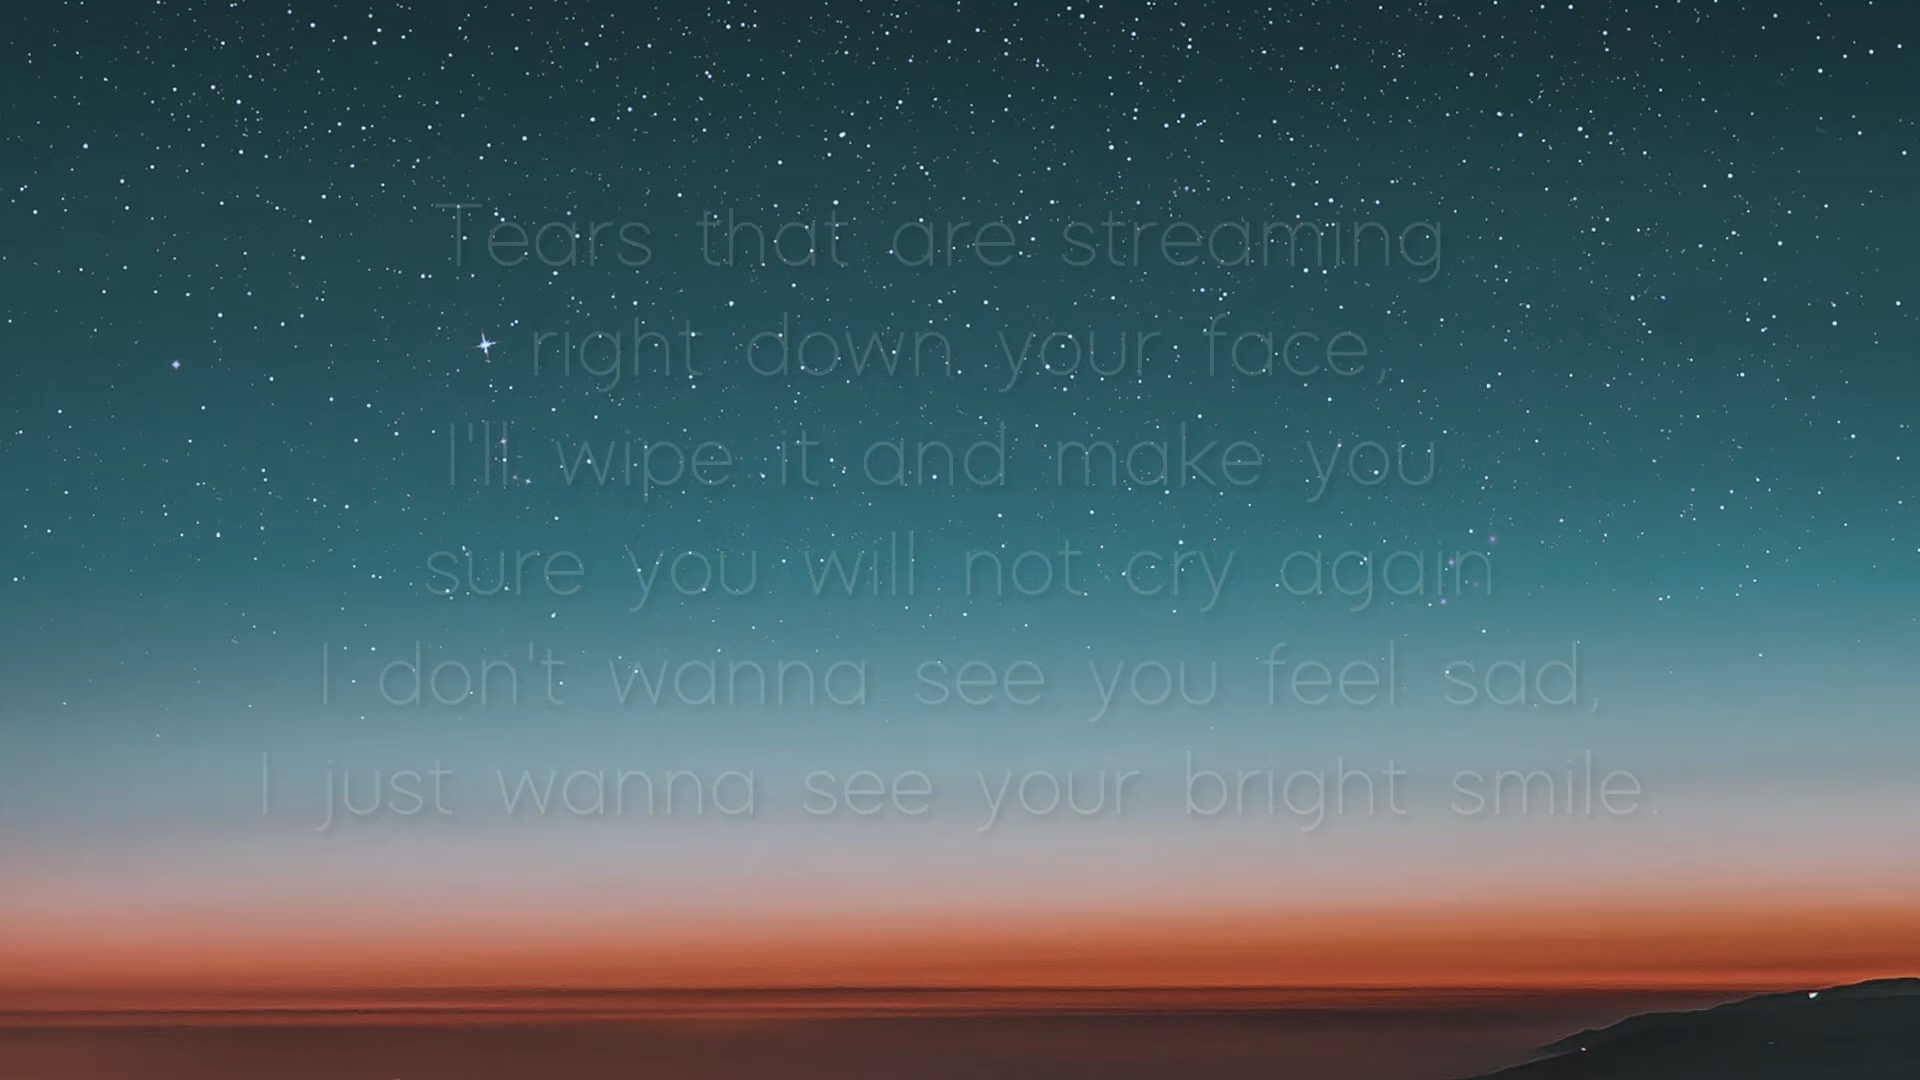 Tears that are streaming
right down your face,
I'll wipe it and make you
sure you will not cry again
I don't wanna see you feel sad,
I just wanna see your bright smile.